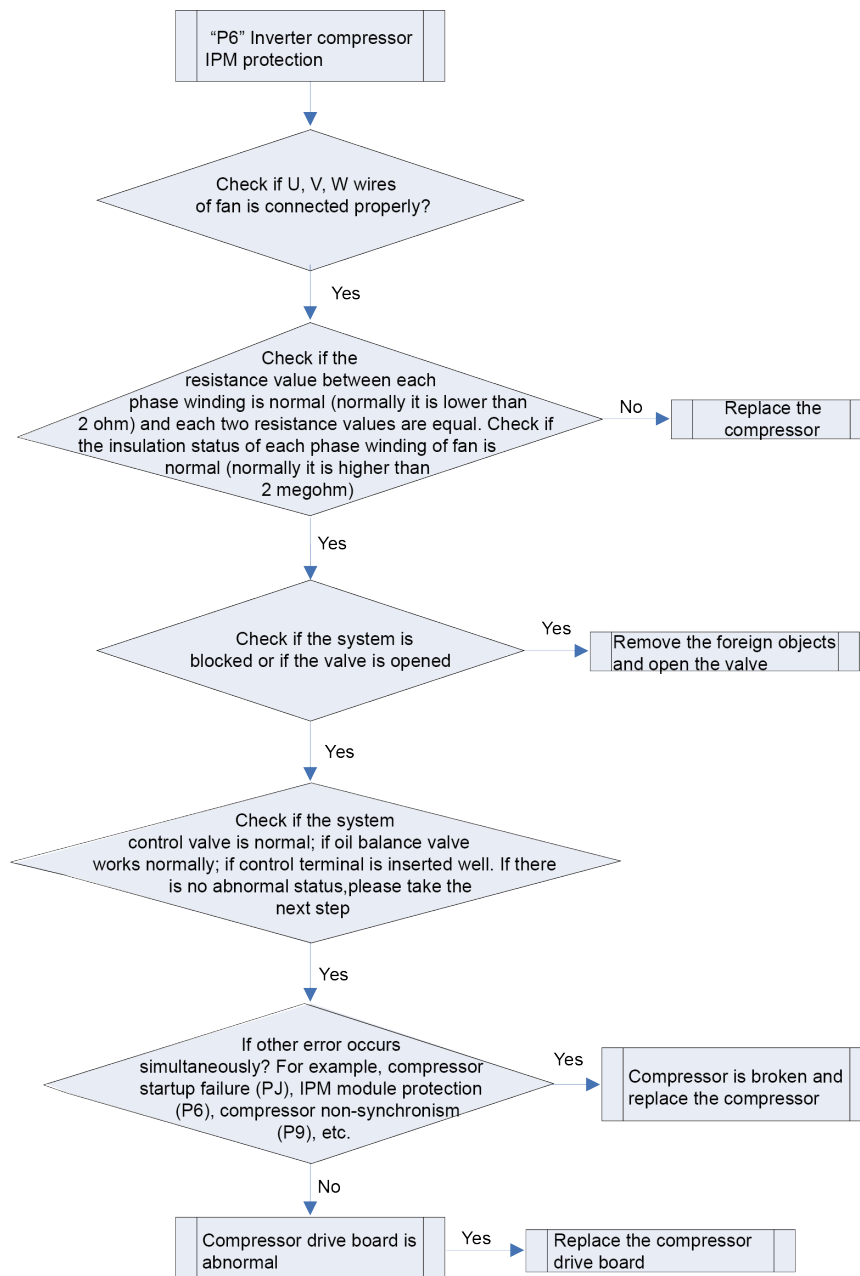 “P6” Inverter compressor
IPM protection
Check if U, V, W wires
of fan is connected properly?
Yes
Check if the
resistance value between each
phase winding is normal (normally it is lower than
2 ohm) and each two resistance values are equal. Check if
the insulation status of each phase winding of fan is
normal (normally it is higher than
2 megohm)
No
Replace the
compressor
Yes
Check if the system is
blocked or if the valve is opened
Yes
Remove the foreign objects
and open the valve
Yes
Check if the system
control valve is normal; if oil balance valve
works normally; if control terminal is inserted well. If there
is no abnormal status,please take the
next step
Yes
If other error occurs
simultaneously? For example, compressor
startup failure (PJ), IPM module protection
(P6), compressor non-synchronism
(P9), etc.
Yes
Compressor is broken and
replace the compressor
No
Compressor drive board is
abnormal
Yes
Replace the compressor
drive board